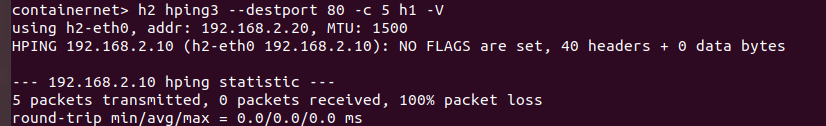 containernet> h2 hping3 --destport 80 -c 5 h1 -V
using h2-eth0, addr: 192.168.2.20, MTU: 1500
HPING 192.168.2.10 (h2-eth0 192.168.2.10): NO FLAGS are set, 40 headers + 0 data bytes
--- 192.168.2.10 hping statistic ---
5 packets transmitted, 0 packets received, 100% packet loss
round-trip min/avg/max = 0.0/0.0/0.0 ms